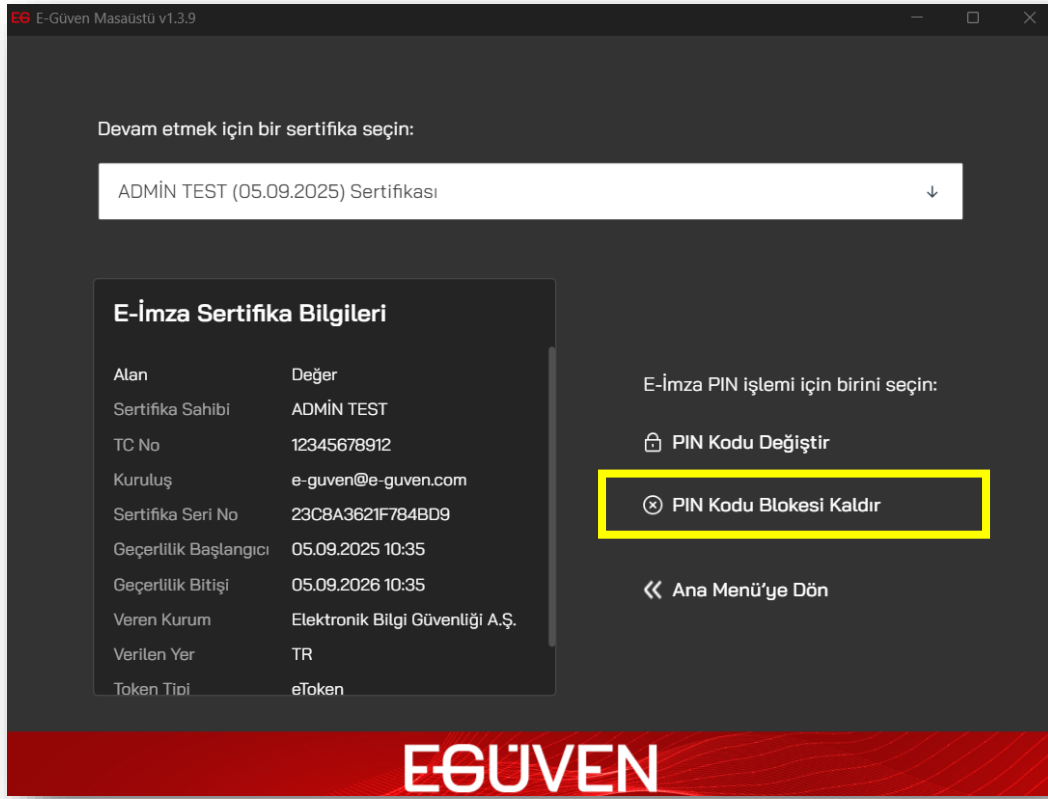 EG E-Güven Masaüstü v1.3.9
Devam etmek için bir sertifika seçin:
ADMİN TEST (05.09.2025) Sertifikası
E-İmza Sertifika Bilgileri
Alan Değer
Sertifika Sahibi ADMİN TEST
TC No 12345678912
Kuruluş e-guven@e-guven.com
Sertifika Seri No 23C8A3621F784BD9
Geçerlilik Başlangıcı 05.09.2025 10:35
Geçerlilik Bitişi 05.09.2026 10:35
Veren Kurum Elektronik Bilgi Güvenliği A.Ş.
Verilen Yer TR
Token Tipi eToken
E-İmza PIN işlemi için birini seçin:
PIN Kodu Değiştir
PIN Kodu Blokesi Kaldır
Ana Menü'ye Dön
EGÜVEN